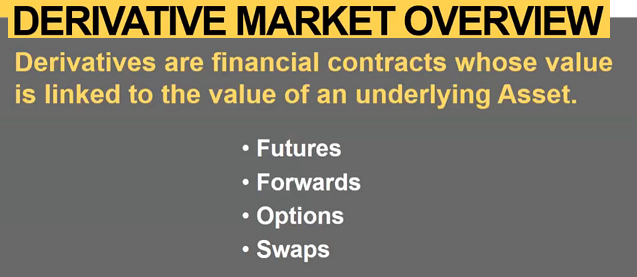 DERIVATIVE MARKET OVERVIEW
Derivatives are financial contracts whose value
is linked to the value of an underlying Asset.
• Futures
• Forwards
• Options
• Swaps